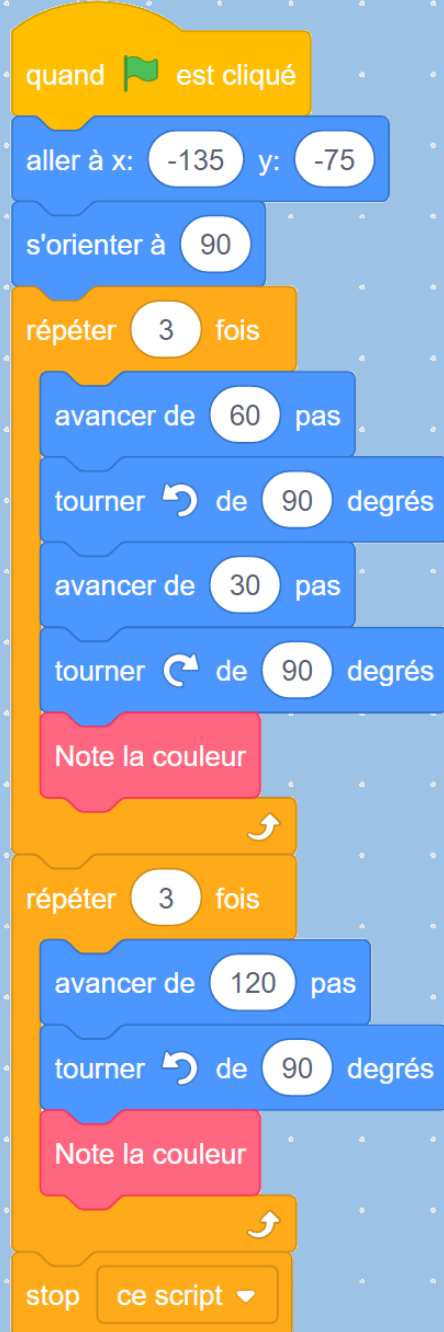 quand est cliqué
aller à x: -135 y: -75
s'orienter à 90
répéter 3 fois
avancer de 60 pas
tourner de 90 degrés
avancer de 30 pas
tourner de 90 degrés
Note la couleur
répéter 3 fois
avancer de 120 pas
tourner de 90 degrés
Note la couleur
stop ce script